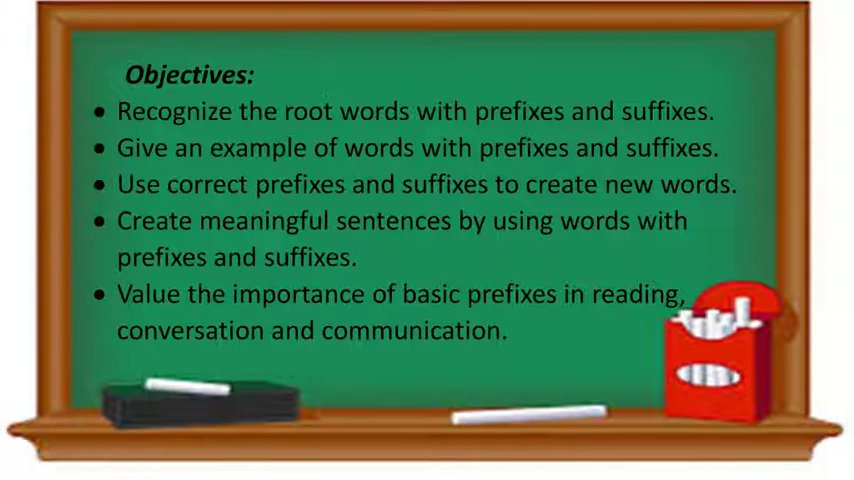 Objectives:
• Recognize the root words with prefixes and suffixes.
• Give an example of words with prefixes and suffixes.
• Use correct prefixes and suffixes to create new words.
• Create meaningful sentences by using words with
prefixes and suffixes.
• Value the importance of basic prefixes in reading,
conversation and communication.